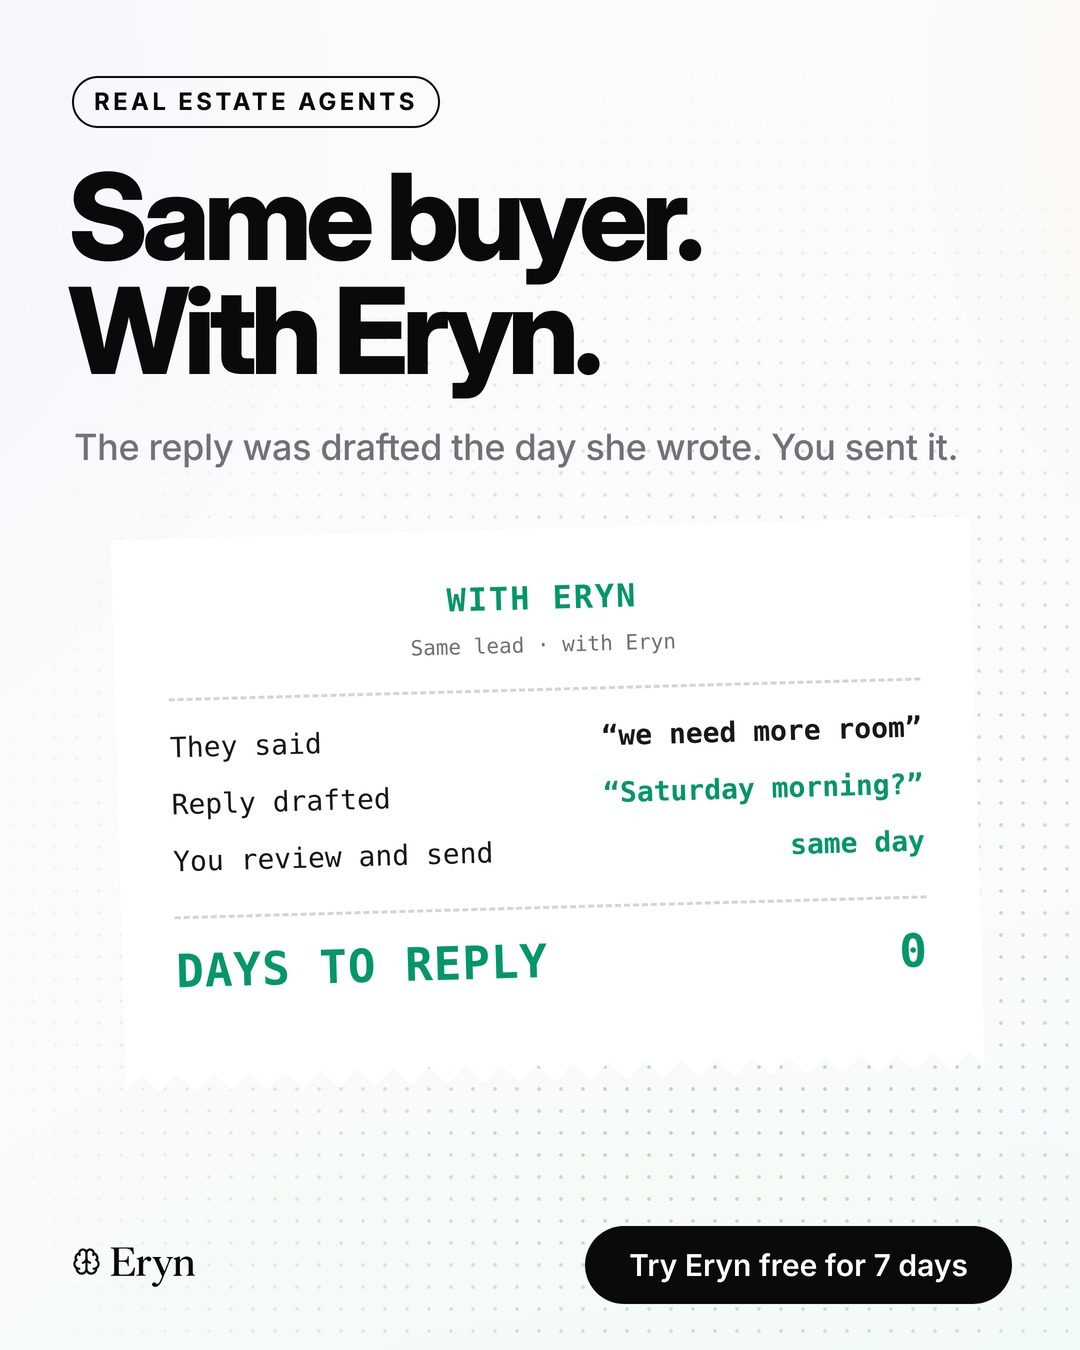 REAL ESTATE AGENTS
Same buyer.
With Eryn.
The reply was drafted the day she wrote. You sent it.
WITH ERYN
Same lead · with Eryn
They said “we need more room”
Reply drafted “Saturday morning?”
You review and send same day
DAYS TO REPLY 0
Eryn
Try Eryn free for 7 days